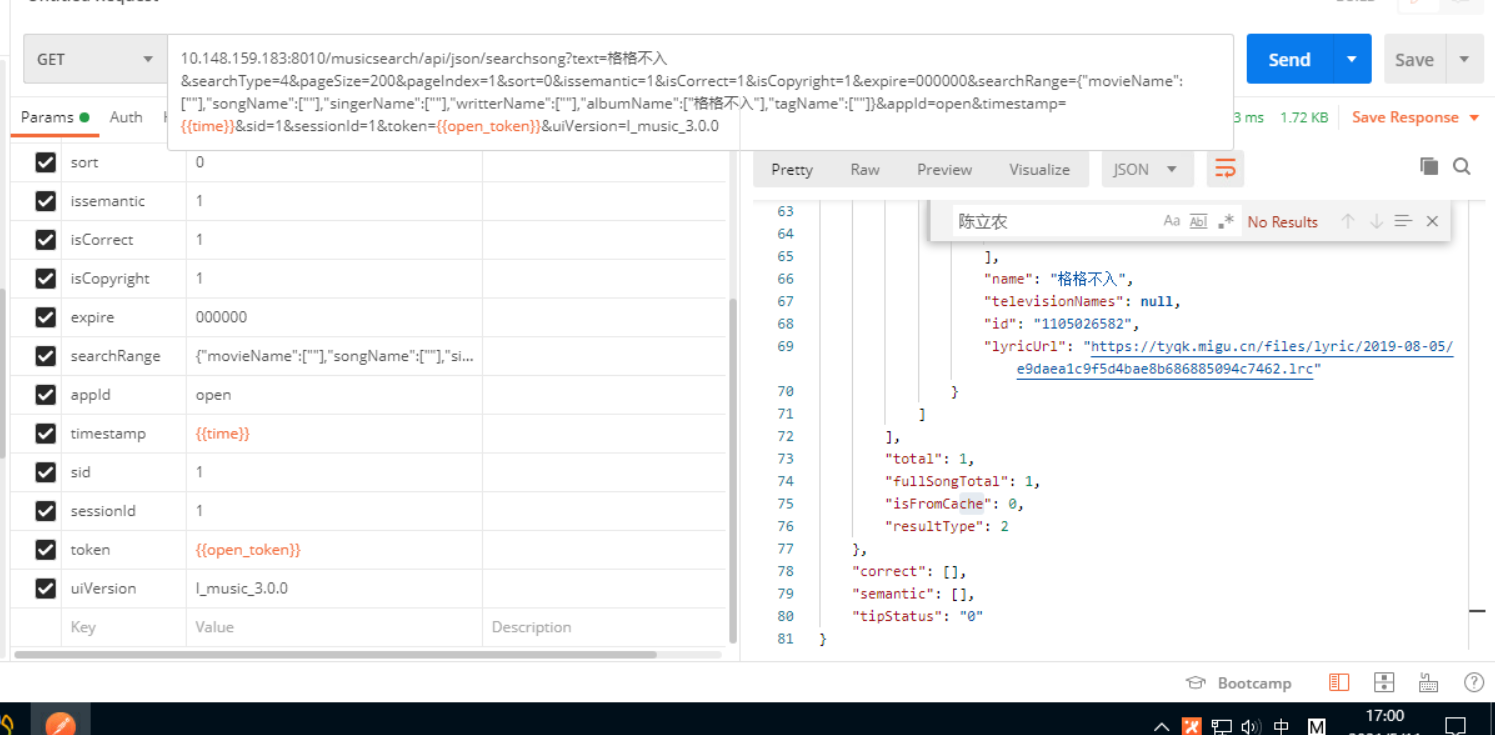 GET
10.148.159.183:8010/musicsearch/api/json/searchsong?text=格格不入
&searchType=4&pageSize=200&pageIndex=1&sort=0&issemantic=1&isCorrect=1&isCopyright=1&expire=000000&searchRange={"movieName":
[""],"songName":[""],"singerName":[""],"writterName":[""],"albumName":["格格不入"],"tagName":[""]}&appId=open&timestamp=
{{time}}&sid=1&sessionId=1&token={{open_token}}&uiVersion=I_music_3.0.0
Send
Save
Params
Auth
3 ms 1.72 KB Save Response
sort 0
issemantic 1
isCorrect 1
isCopyright 1
expire 000000
searchRange {"movieName":[""],"songName":[""],"si...
appId open
timestamp {{time}}
sid 1
sessionId 1
token {{open_token}}
uiVersion I_music_3.0.0
Key Value Description
Pretty Raw Preview Visualize JSON
陈立农 Aa Abl .* No Results
63
64
65 ],
66 "name": "格格不入",
67 "televisionNames": null,
68 "id": "1105026582",
69 "lyricUrl": "https://tyqk.migu.cn/files/lyric/2019-08-05/
e9daea1c9f5d4bae8b686885094c7462.lrc"
70 }
71 ]
72 ],
73 "total": 1,
74 "fullSongTotal": 1,
75 "isFromCache": 0,
76 "resultType": 2
77 },
78 "correct": [],
79 "semantic": [],
80 "tipStatus": "0"
81 }
Bootcamp
中 M 17:00